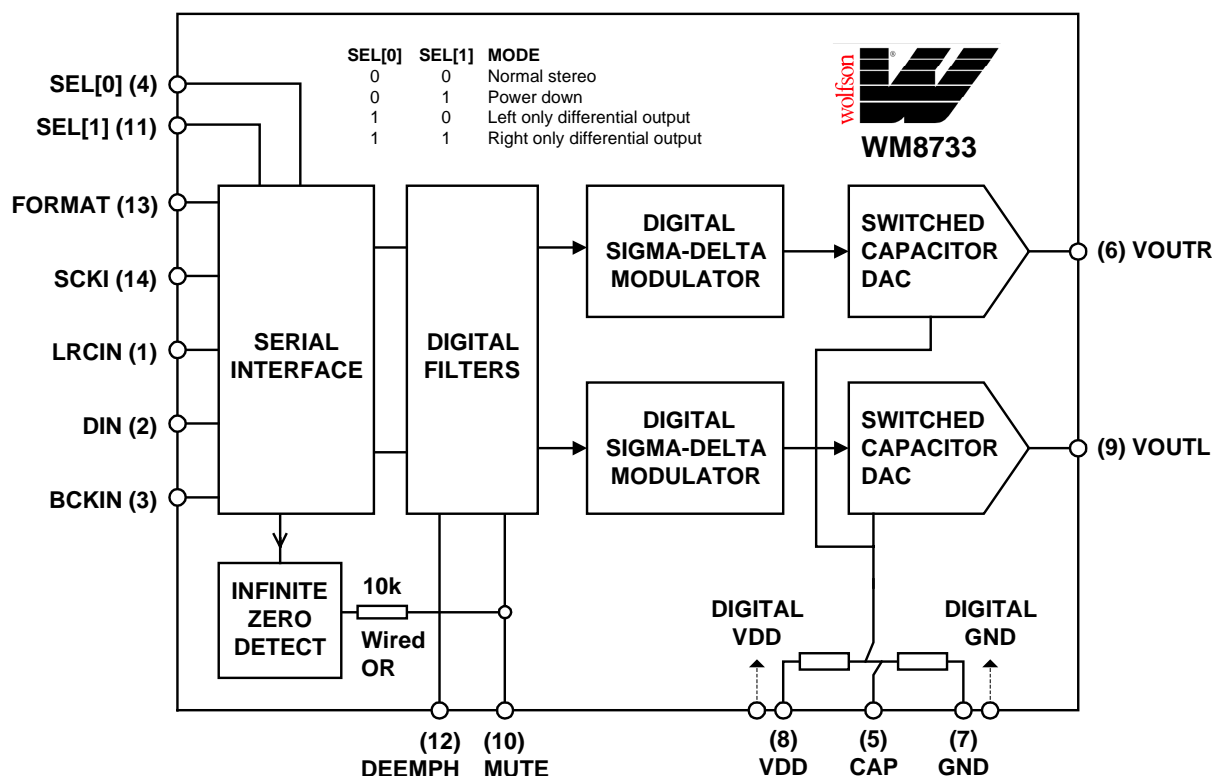 SEL[0] SEL[1] MODE
0 0 Normal stereo
0 1 Power down
1 0 Left only differential output
1 1 Right only differential output
wolfson
®
WM8733
SEL[0] (4)
SEL[1] (11)
FORMAT (13)
SCKI (14)
LRCIN (1)
DIN (2)
BCKIN (3)
SERIAL
INTERFACE
DIGITAL
FILTERS
DIGITAL
SIGMA-DELTA
MODULATOR
SWITCHED
CAPACITOR
DAC
(6) VOUTR
DIGITAL
SIGMA-DELTA
MODULATOR
SWITCHED
CAPACITOR
DAC
(9) VOUTL
INFINITE
ZERO
DETECT
10k
Wired
OR
DIGITAL
VDD
DIGITAL
GND
(12)
DEEMPH
(10)
MUTE
(8)
VDD
(5)
CAP
(7)
GND